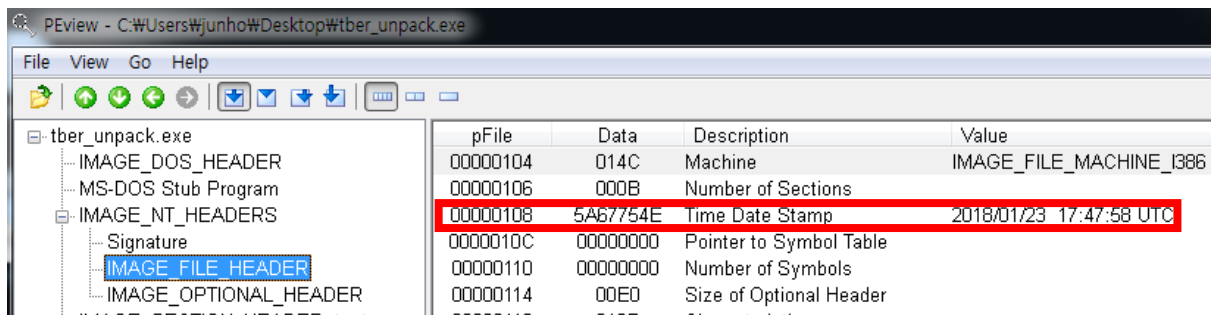 PEview - C:₩Users₩junho₩Desktop₩tber_unpack.exe
File View Go Help
tber_unpack.exe
IMAGE_DOS_HEADER
MS-DOS Stub Program
IMAGE_NT_HEADERS
Signature
IMAGE_FILE_HEADER
IMAGE_OPTIONAL_HEADER
pFile Data Description Value
00000104 014C Machine IMAGE_FILE_MACHINE_I386
00000106 000B Number of Sections
00000108 5A67754E Time Date Stamp 2018/01/23 17:47:58 UTC
0000010C 00000000 Pointer to Symbol Table
00000110 00000000 Number of Symbols
00000114 00E0 Size of Optional Header